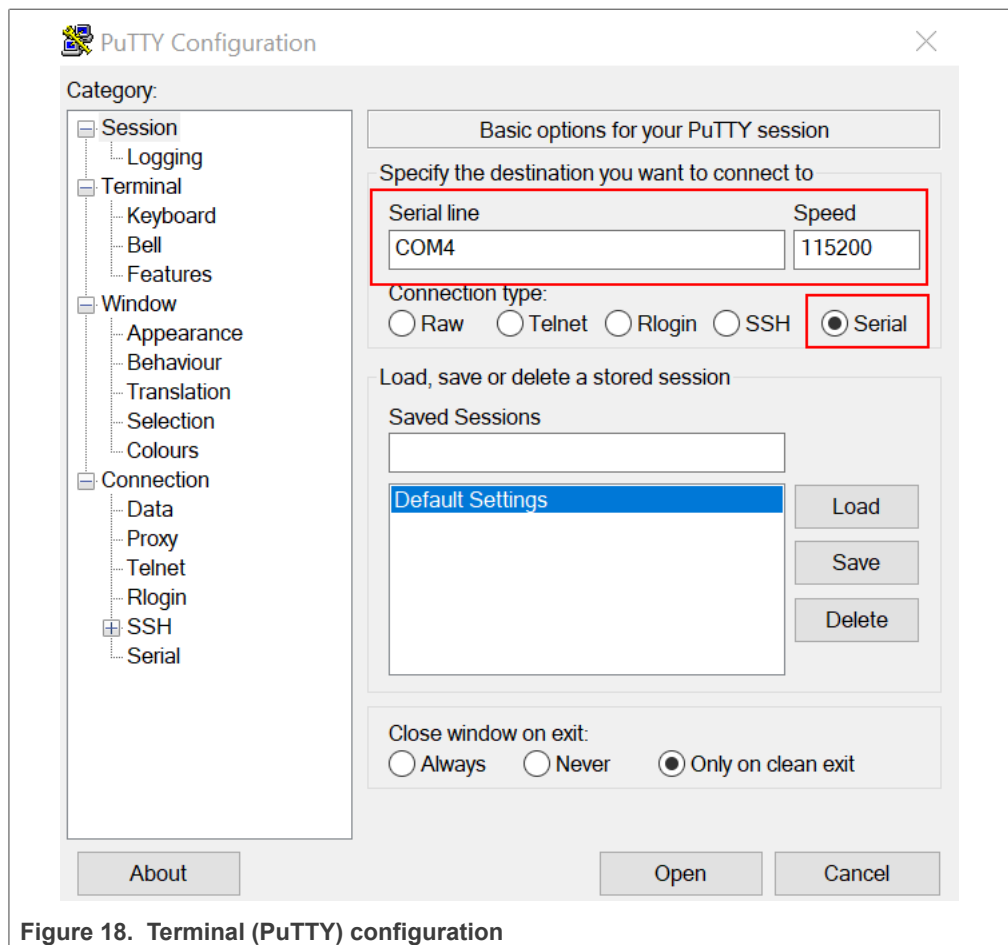 PuTTY Configuration
Category:
Session
Logging
Terminal
Keyboard
Bell
Features
Window
Appearance
Behaviour
Translation
Selection
Colours
Connection
Data
Proxy
Telnet
Rlogin
SSH
Serial
Basic options for your PuTTY session
Specify the destination you want to connect to
Serial line Speed
COM4 115200
Connection type:
Raw Telnet Rlogin SSH Serial
Load, save or delete a stored session
Saved Sessions
Default Settings
Load
Save
Delete
Close window on exit:
Always Never Only on clean exit
About Open Cancel
Figure 18. Terminal (PuTTY) configuration